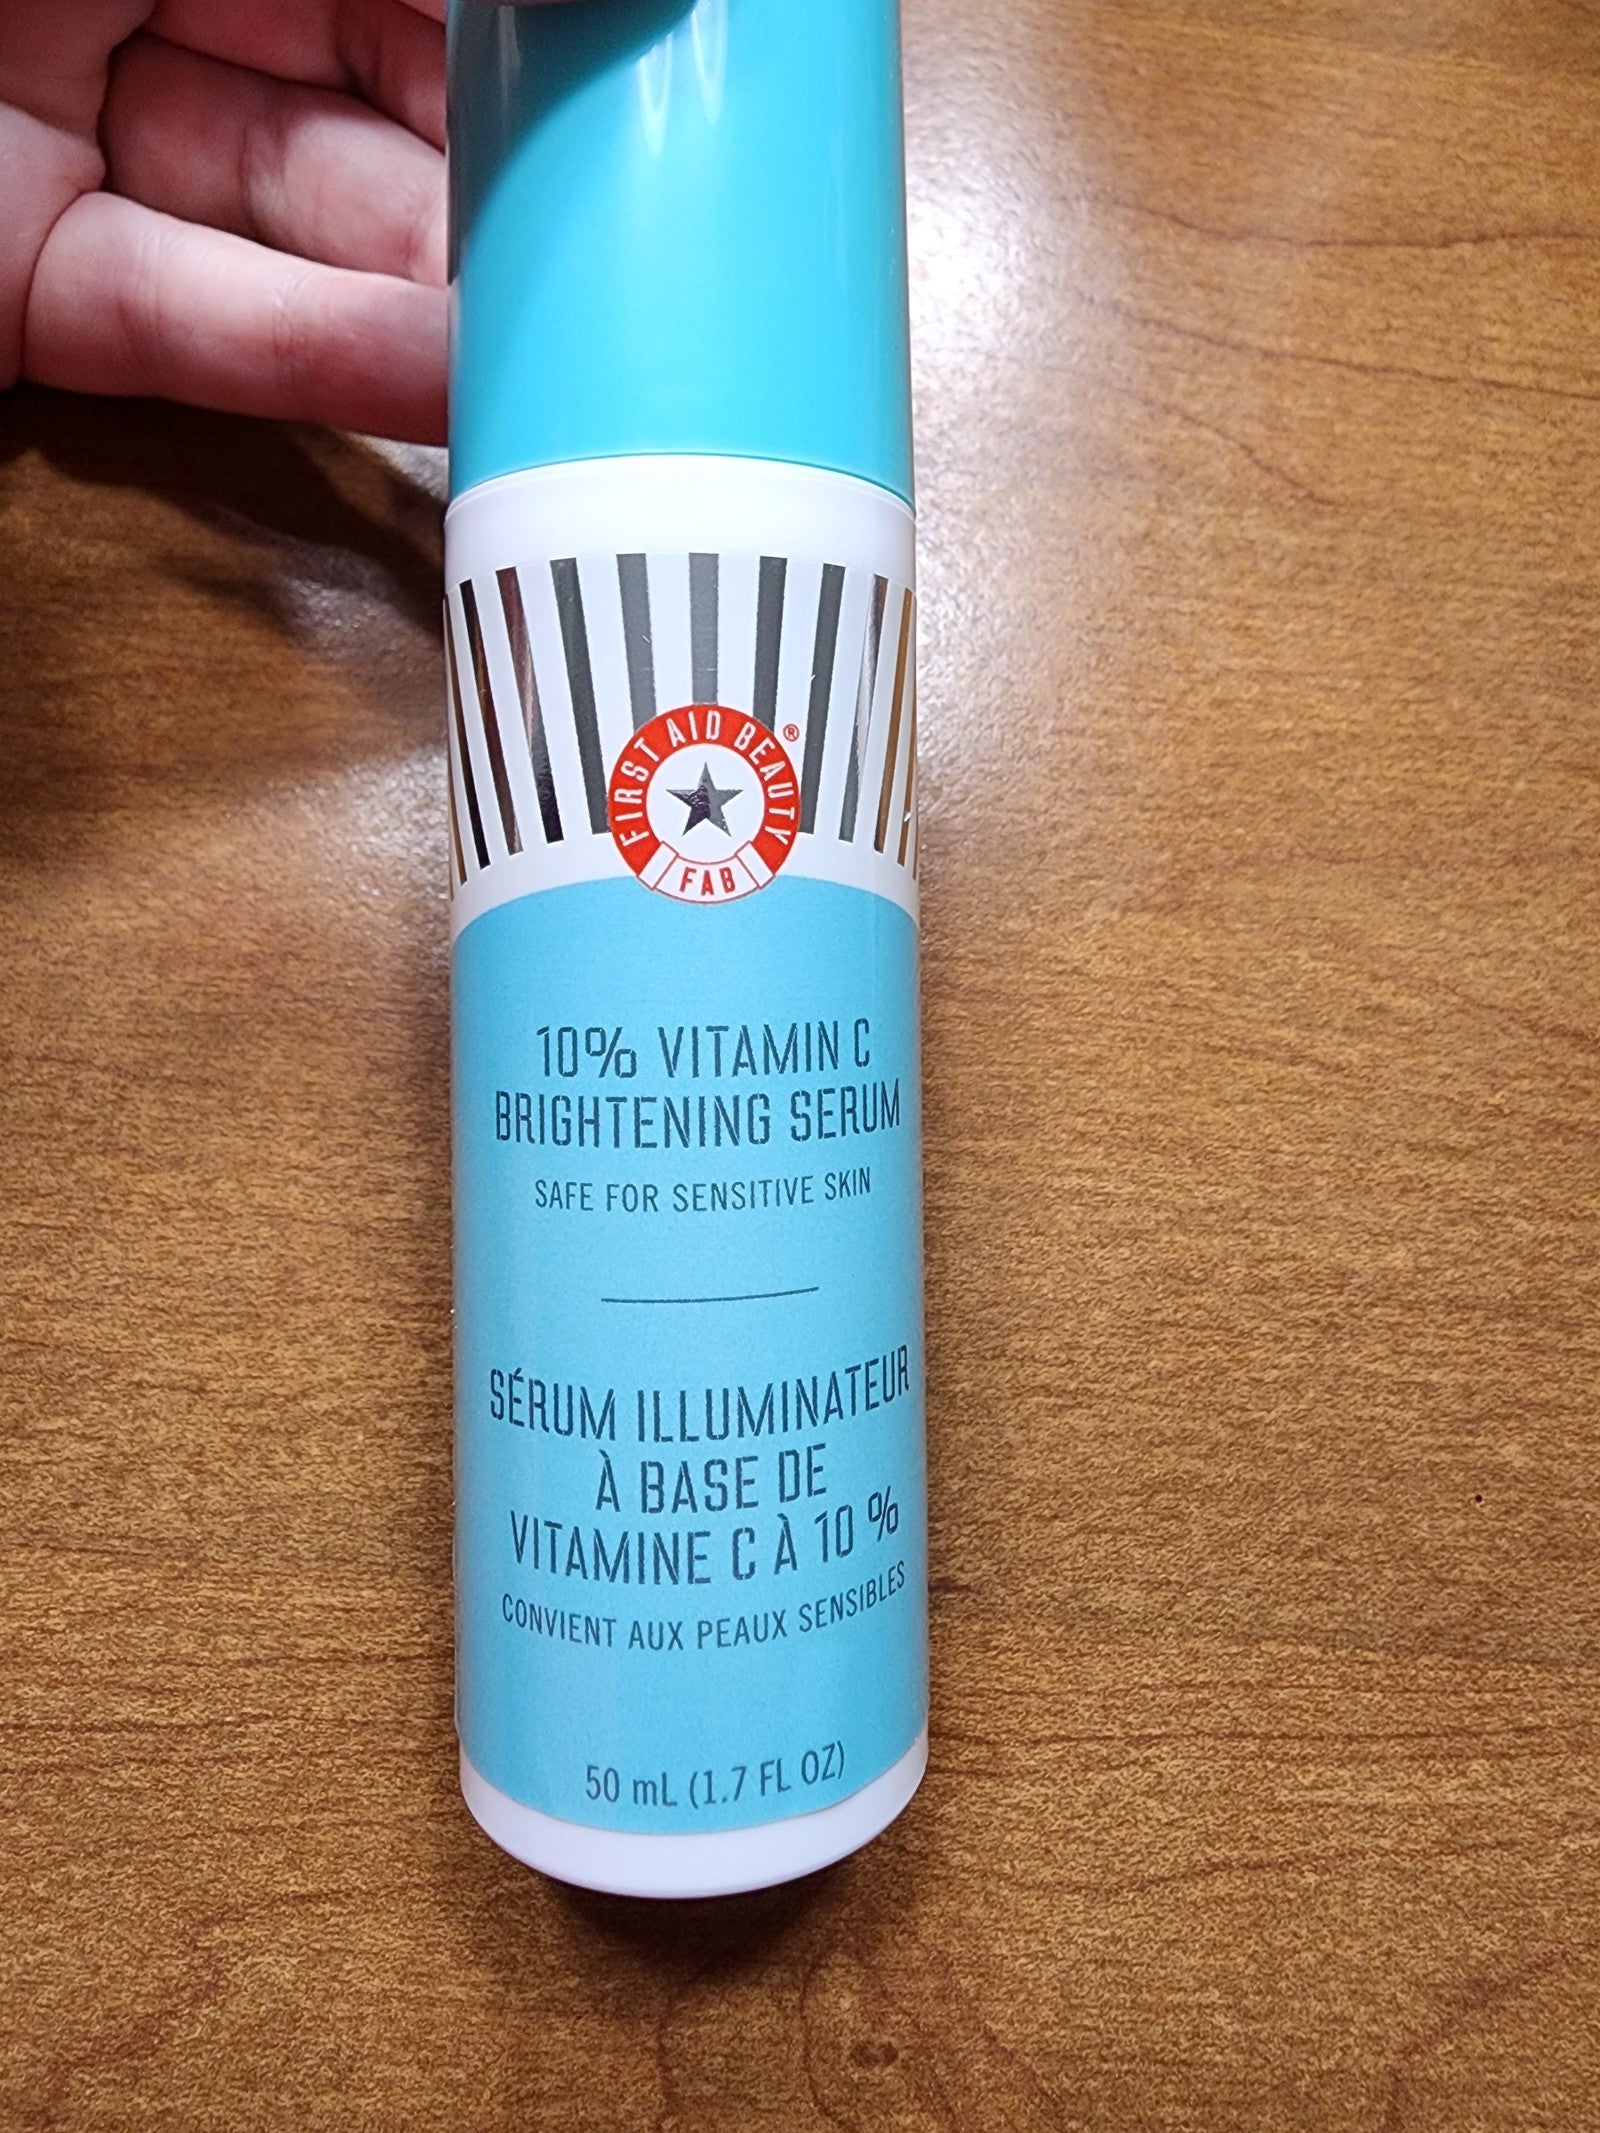 FIRST AID BEAUTY®
FAB
10% VITAMIN C
BRIGHTENING SERUM
SAFE FOR SENSITIVE SKIN
SÉRUM ILLUMINATEUR
À BASE DE
VITAMINE C À 10 %
CONVIENT AUX PEAUX SENSIBLES
50 mL (1.7 FL OZ)